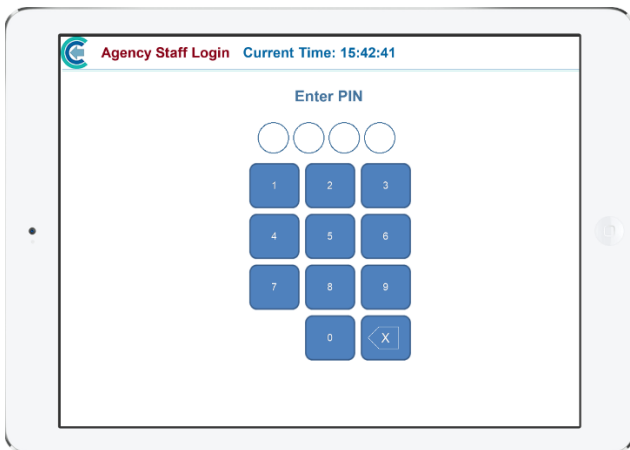 Agency Staff Login Current Time: 15:42:41
Enter PIN
1 2 3
4 5 6
7 8 9
0 X